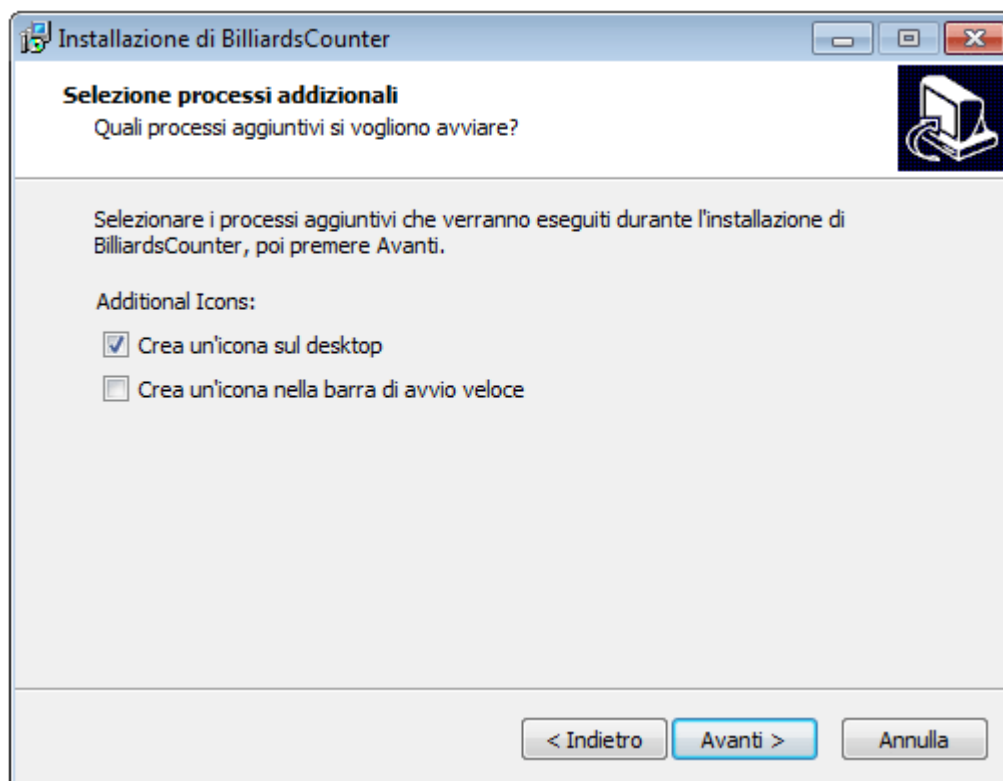 Installazione di BilliardsCounter
Selezione processi addizionali
Quali processi aggiuntivi si vogliono avviare?
Selezionare i processi aggiuntivi che verranno eseguiti durante l'installazione di
BilliardsCounter, poi premere Avanti.
Additional Icons:
Crea un'icona sul desktop
Crea un'icona nella barra di avvio veloce
< Indietro
Avanti >
Annulla